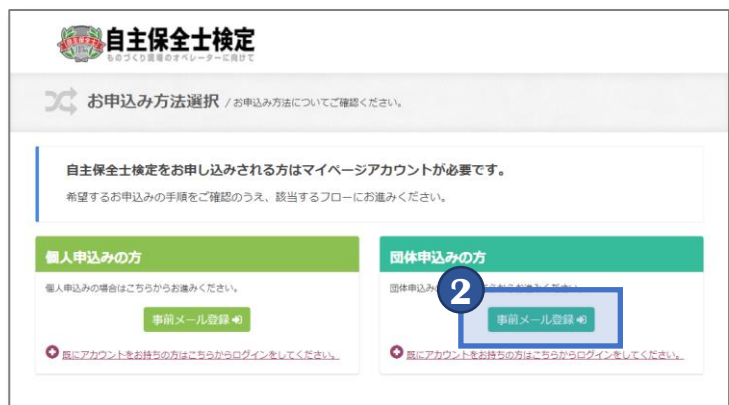 自主保全士検定
ものづくり現場のオペレーターに向けて
お申込み方法選択 / お申込み方法についてご確認ください。
自主保全士検定をお申し込みされる方はマイページアカウントが必要です。
希望するお申込みの手順をご確認のうえ、該当するフローにお進みください。
個人申込みの方
個人申込みの場合はこちらからお進みください。
事前メール登録
既にアカウントをお持ちの方はこちらからログインをしてください。
団体申込みの方
団体申込み
2
事前メール登録
既にアカウントをお持ちの方はこちらからログインをしてください。